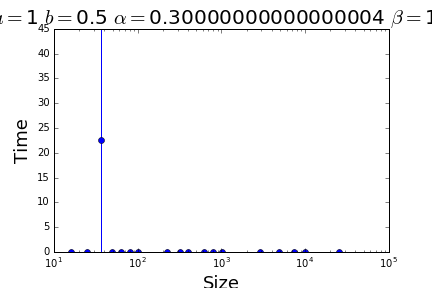 a = 1 b = 0.5 α = 0.30000000000000004 β = 1
45
40
35
30
25
20
15
10
5
0
Time
10^1 10^2 10^3 10^4 10^5
Size